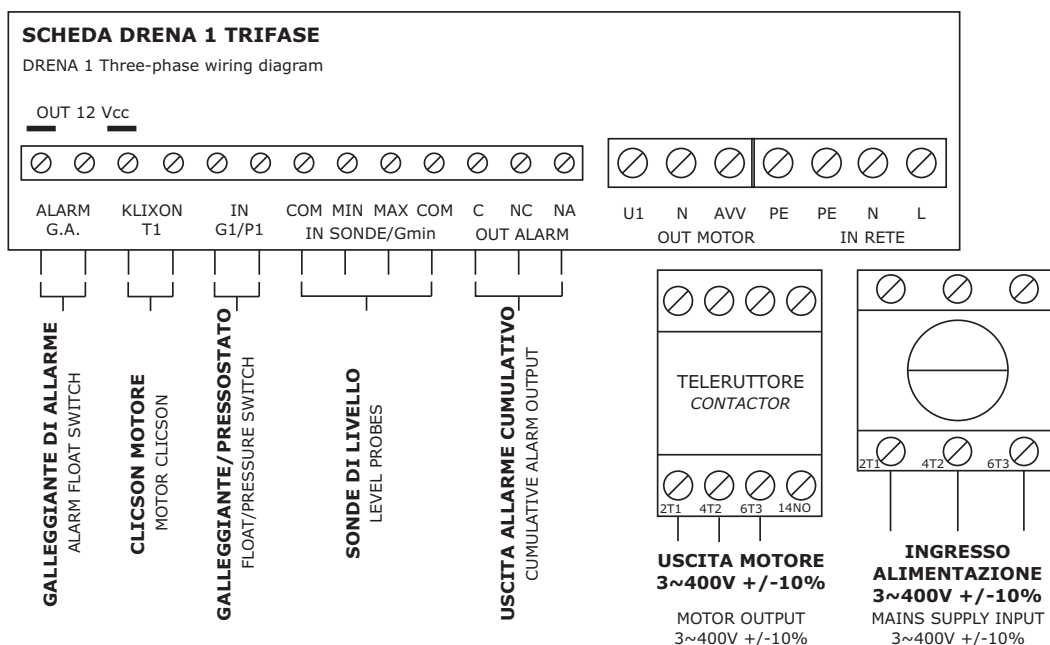 SCHEDA DRENA 1 TRIFASE
DRENA 1 Three-phase wiring diagram
OUT 12 Vcc
ALARM G.A.
KLIXON T1
IN G1/P1
COM MIN MAX COM
IN SONDE/Gmin
C NC NA
OUT ALARM
U1 N AVV PE PE N L
OUT MOTOR
IN RETE
GALLEGGIANTE DI ALLARME
ALARM FLOAT SWITCH
CLICSON MOTORE
MOTOR CLICSON
GALLEGGIANTE/PRESSOSTATO
FLOAT/PRESSURE SWITCH
SONDE DI LIVELLO
LEVEL PROBES
USCITA ALLARME CUMULATIVO
CUMULATIVE ALARM OUTPUT
TELERUTTORE
CONTACTOR
2T1 4T2 6T3 14NO
USCITA MOTORE
3~400V +/-10%
MOTOR OUTPUT
3~400V +/-10%
2T1 4T2 6T3
INGRESSO
ALIMENTAZIONE
3~400V +/-10%
MAINS SUPPLY INPUT
3~400V +/-10%